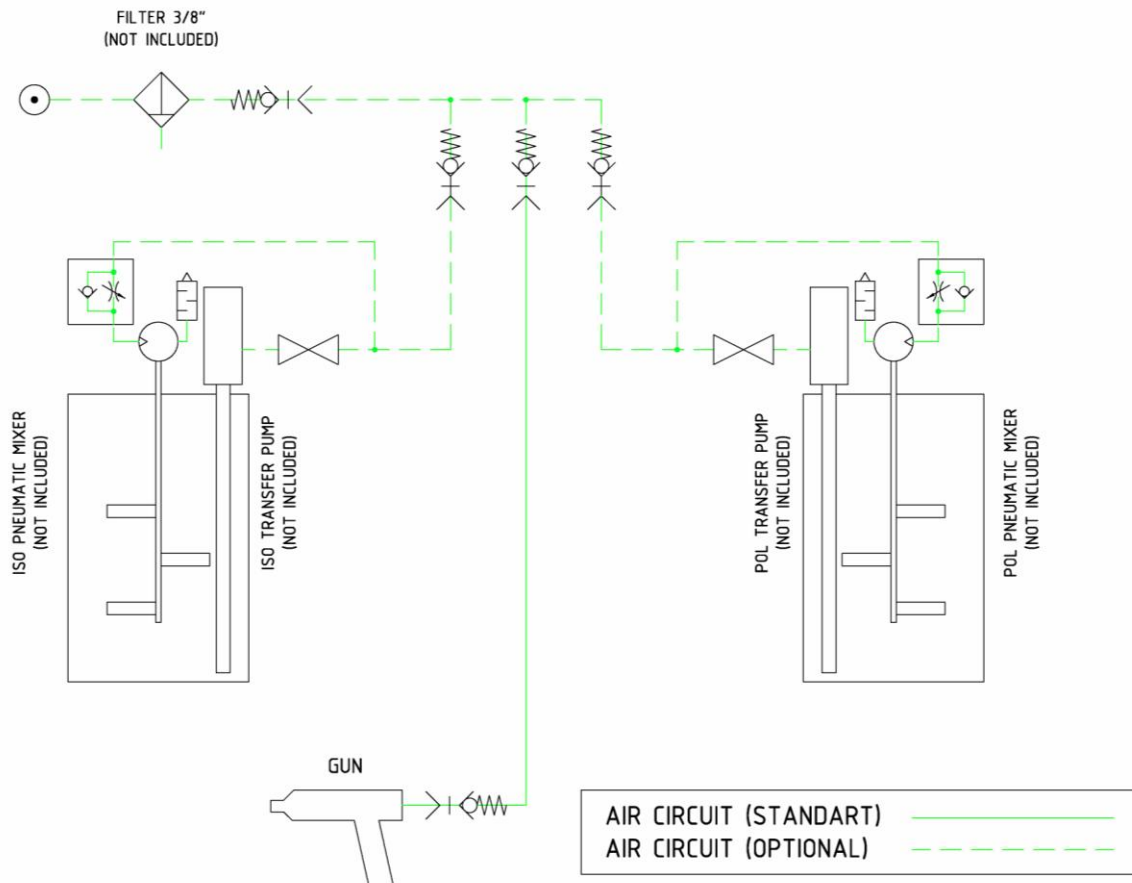 FILTER 3/8"
(NOT INCLUDED)
ISO PNEUMATIC MIXER
(NOT INCLUDED)
ISO TRANSFER PUMP
(NOT INCLUDED)
POL TRANSFER PUMP
(NOT INCLUDED)
POL PNEUMATIC MIXER
(NOT INCLUDED)
GUN
AIR CIRCUIT (STANDART)
AIR CIRCUIT (OPTIONAL)